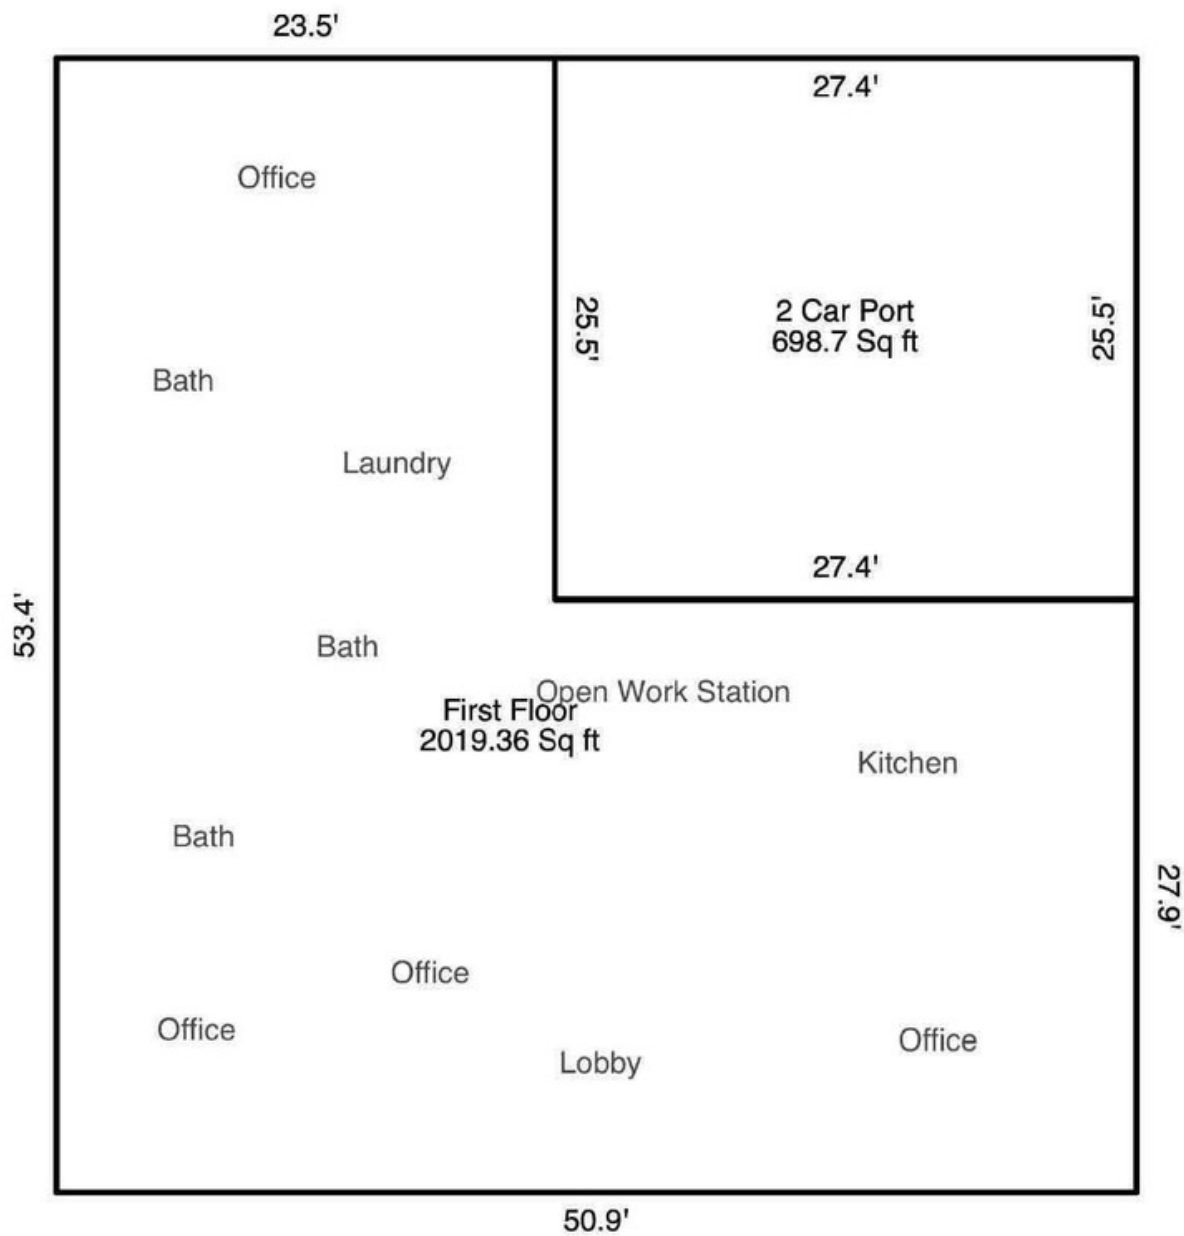 23.5'
27.4'
Office
25.5'
2 Car Port
698.7 Sq ft
25.5'
Bath
Laundry
27.4'
53.4'
Bath
Open Work Station
First Floor
2019.36 Sq ft
Kitchen
Bath
27.9'
Office
Office
Office
Lobby
50.9'